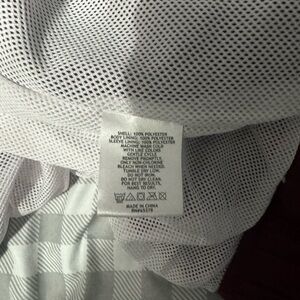 SHELL: 100% POLYESTER
BODY LINING: 100% POLYESTER
SLEEVE LINING: 100% POLYESTER
MACHINE WASH COLD
WITH LIKE COLORS
GENTLE CYCLE
REMOVE PROMPTLY.
ONLY NON-CHLORINE
BLEACH WHEN NEEDED.
TUMBLE DRY LOW.
DO NOT IRON.
DO NOT DRY CLEAN.
FOR BEST RESULTS,
HANG TO DRY.
MADE IN CHINA